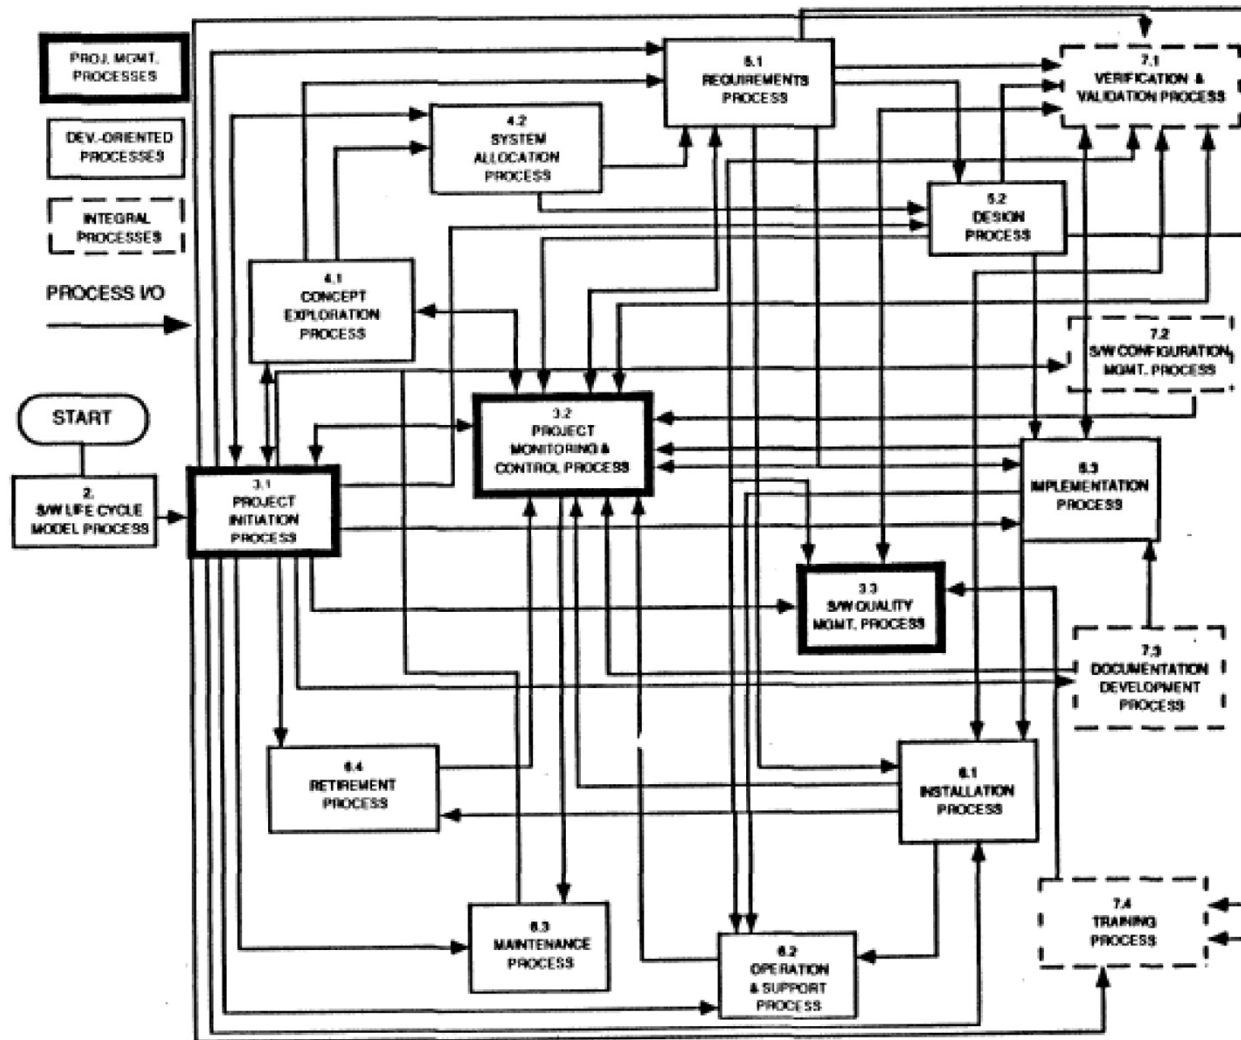 PROJ. MGMT.
PROCESSES
DEV.-ORIENTED
PROCESSES
INTEGRAL
PROCESSES
PROCESS I/O
START
2.
S/W LIFE CYCLE
MODEL PROCESS
3.1
PROJECT
INITIATION
PROCESS
4.1
CONCEPT
EXPLORATION
PROCESS
4.2
SYSTEM
ALLOCATION
PROCESS
5.1
REQUIREMENTS
PROCESS
7.1
VERIFICATION &
VALIDATION PROCESS
5.2
DESIGN
PROCESS
7.2
S/W CONFIGURATION
MGMT. PROCESS
3.2
PROJECT
MONITORING &
CONTROL PROCESS
5.3
IMPLEMENTATION
PROCESS
3.3
S/W QUALITY
MGMT. PROCESS
7.3
DOCUMENTATION
DEVELOPMENT
PROCESS
6.4
RETIREMENT
PROCESS
6.1
INSTALLATION
PROCESS
6.3
MAINTENANCE
PROCESS
6.2
OPERATION
& SUPPORT
PROCESS
7.4
TRAINING
PROCESS